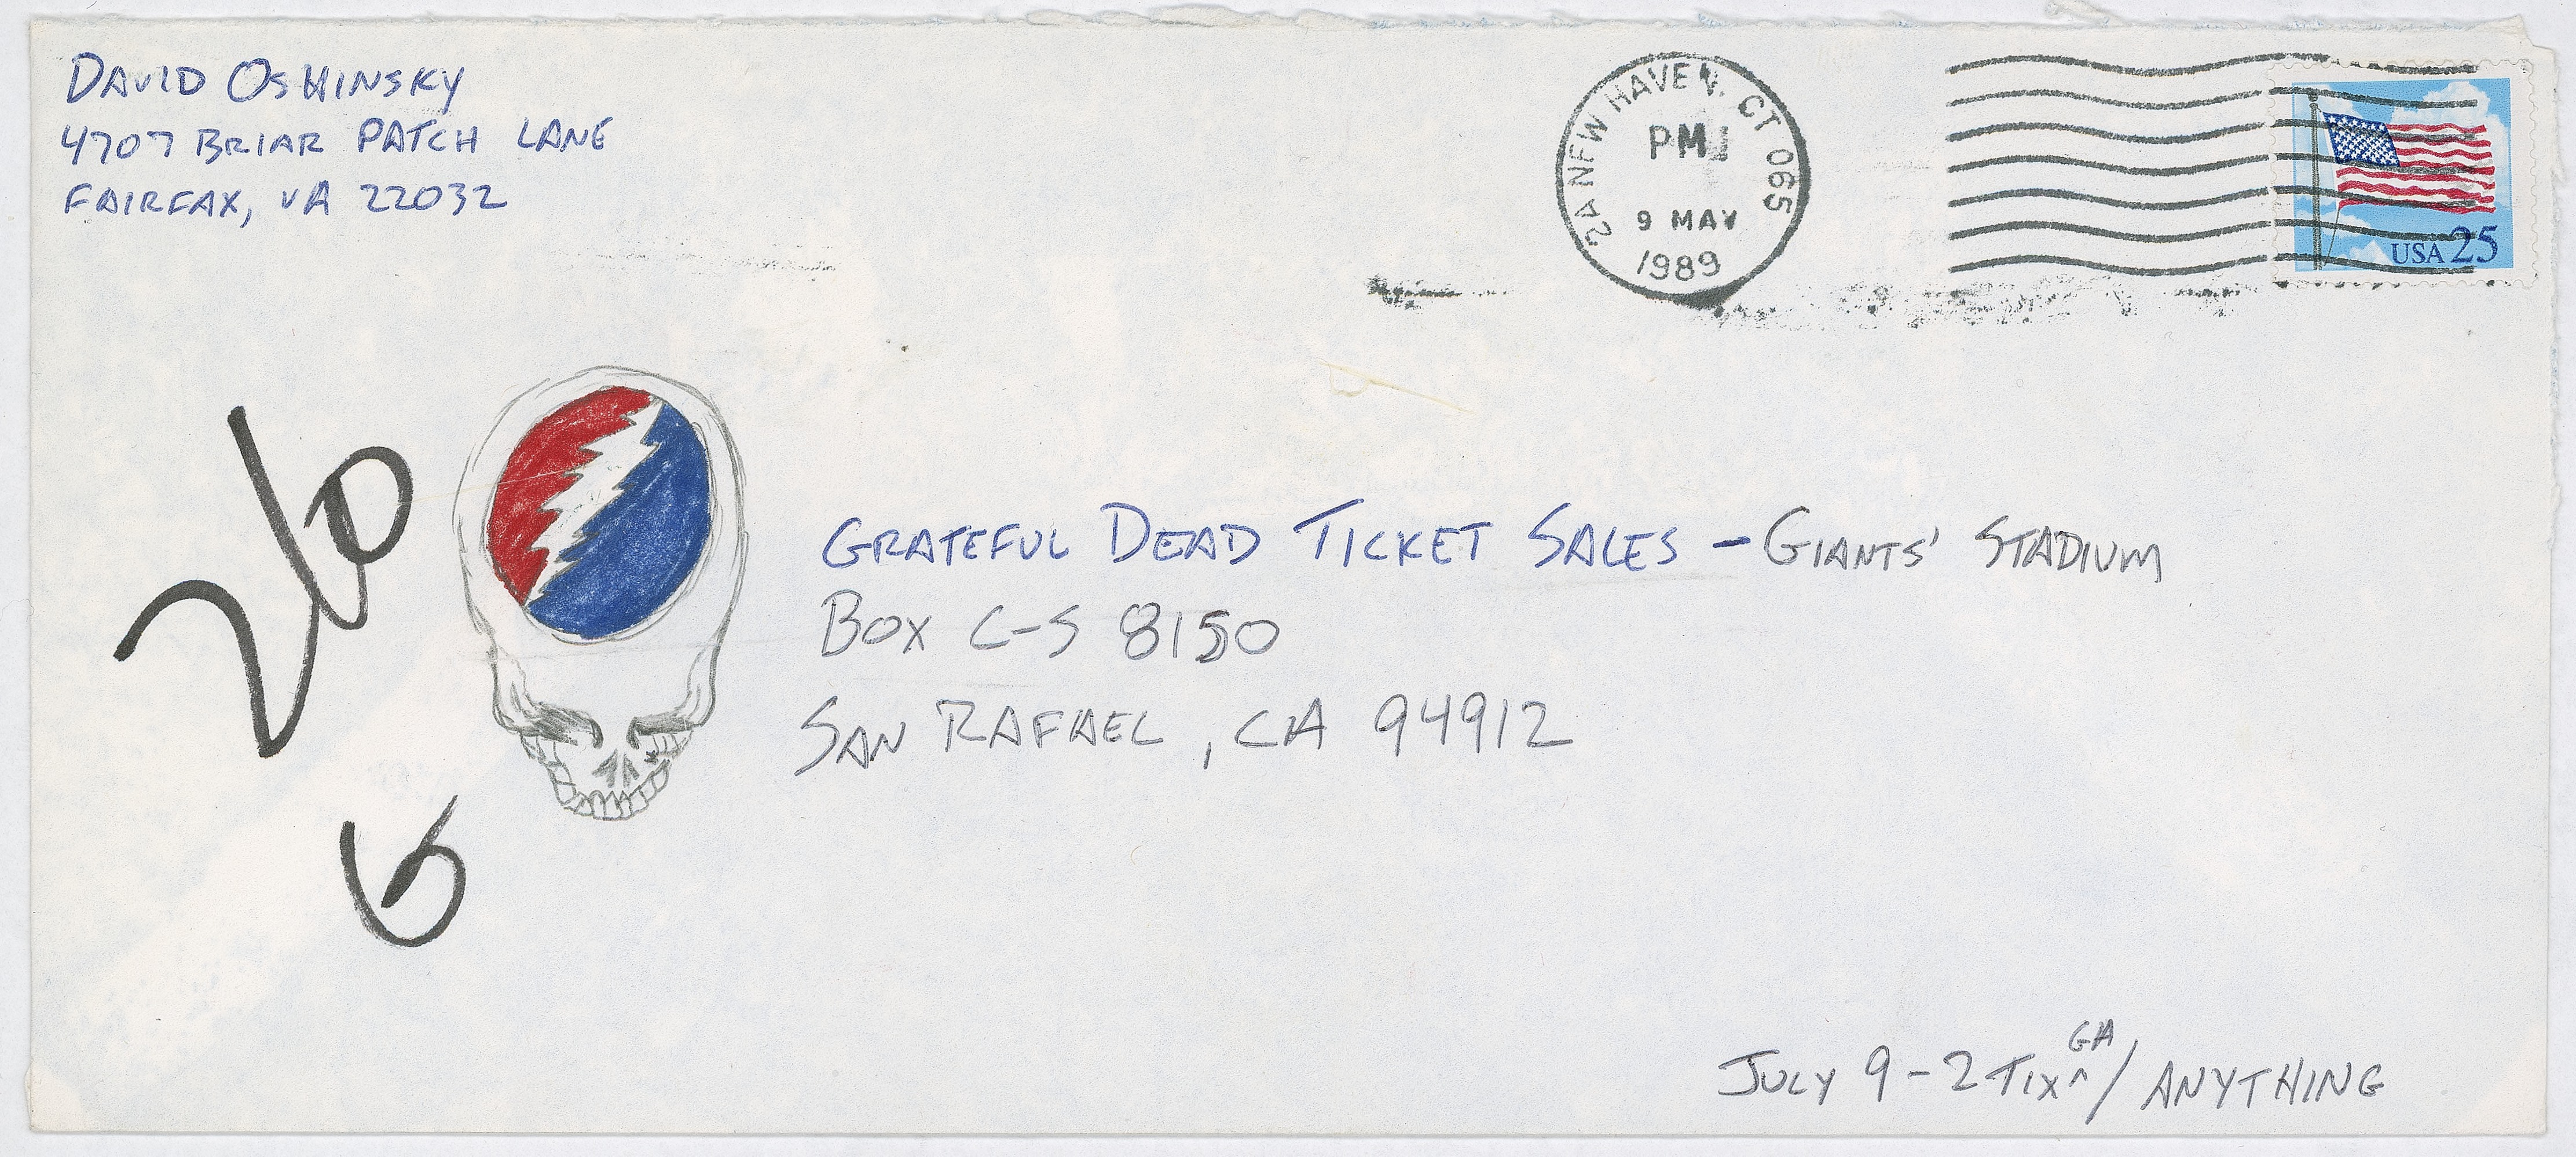 DAVID OSHINSKY
4707 BRIAR PATCH LANE
FAIRFAX, VA 22032
NEW HAVEN, CT 065
PM
9 MAY
1989
USA 25
26
G
GRATEFUL DEAD TICKET SALES - GIANTS' STADIUM
BOX C-S 8150
SAN RAFAEL, CA 94912
GA
JULY 9 - 2 TIX ^ / ANYTHING